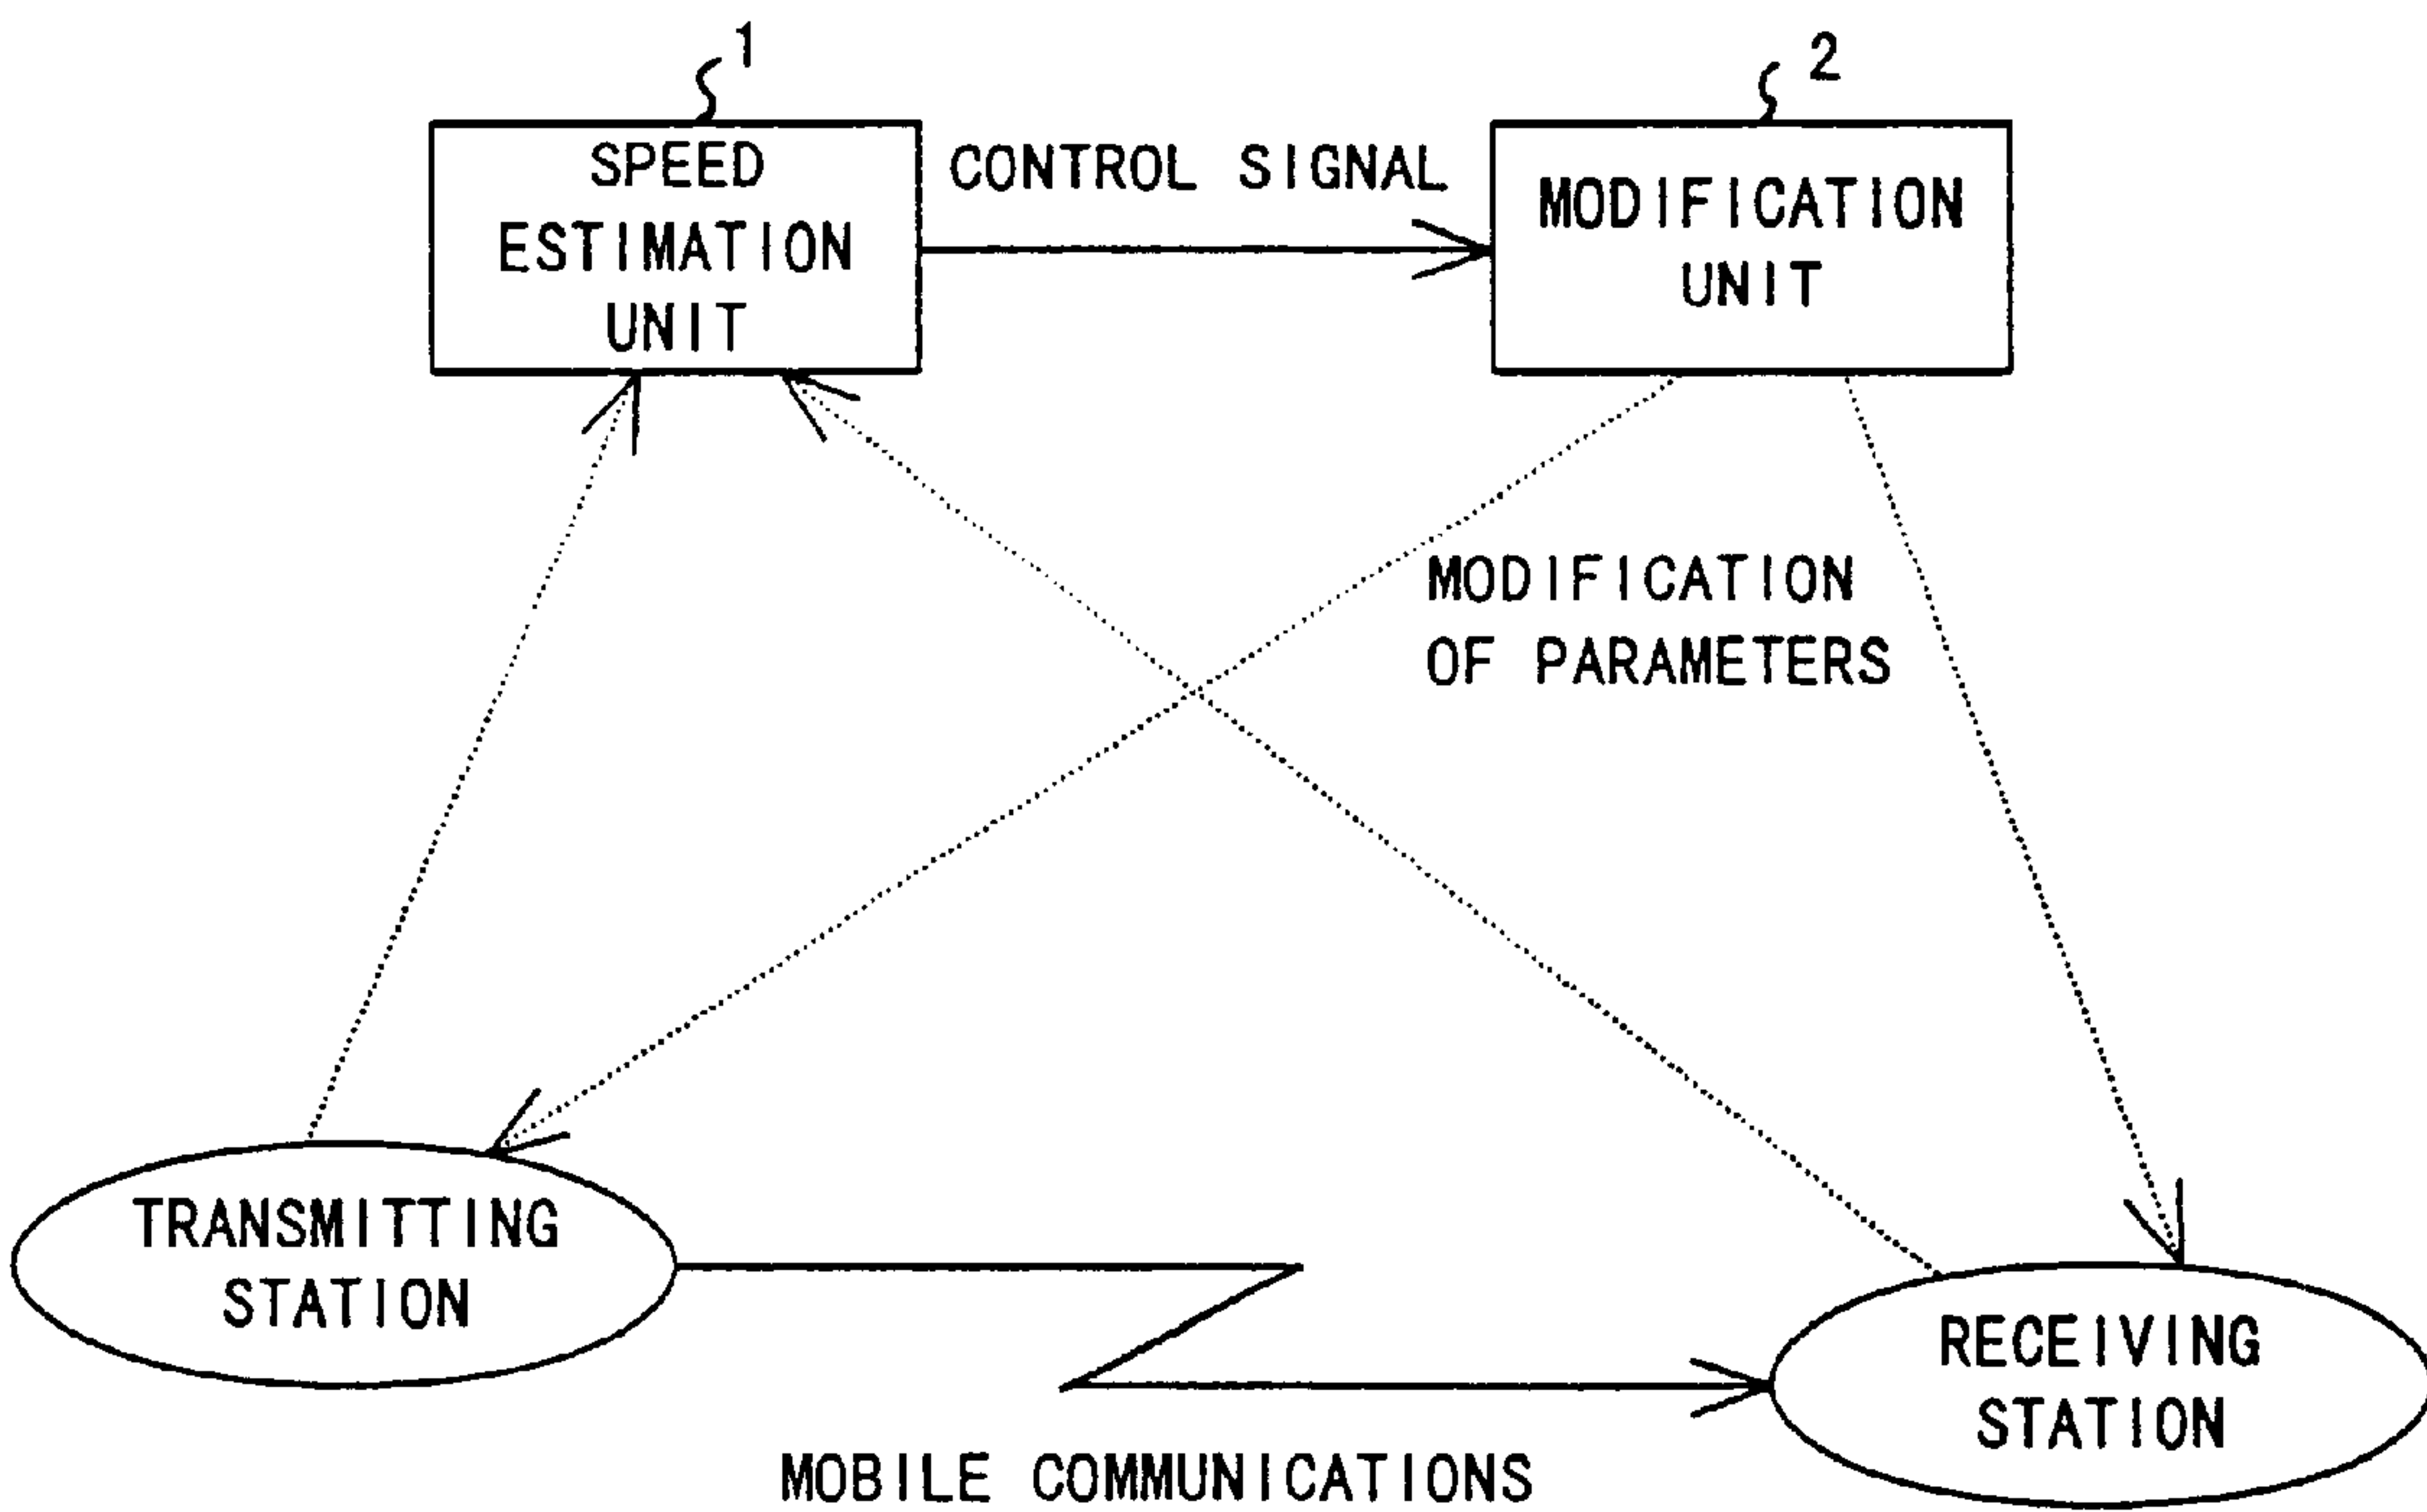 1
2
SPEED
ESTIMATION
UNIT
CONTROL SIGNAL
MODIFICATION
UNIT
MODIFICATION
OF PARAMETERS
TRANSMITTING
STATION
RECEIVING
STATION
MOBILE COMMUNICATIONS